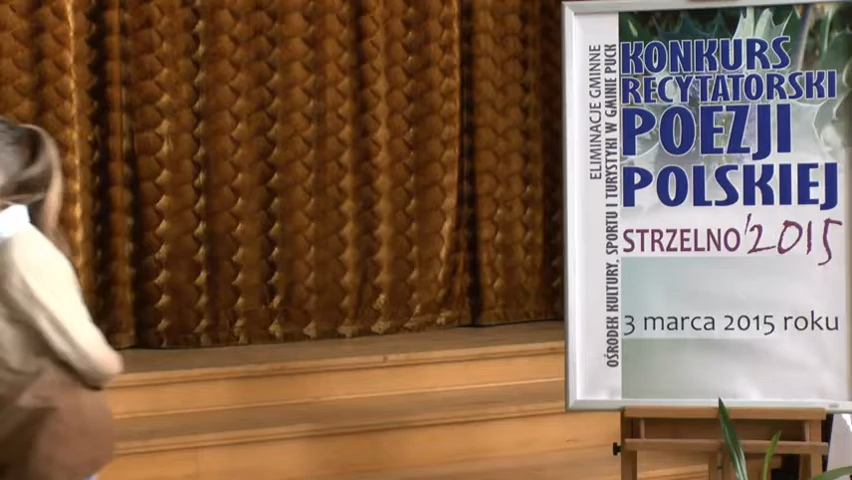 ELIMINACJE GMINNE
OŚRODEK KULTURY, SPORTU I TURYSTYKI W GMINIE PUCK
KONKURS
RECYTATORSKI
POEZJI
POLSKIEJ
STRZELNO'2015
3 marca 2015 roku